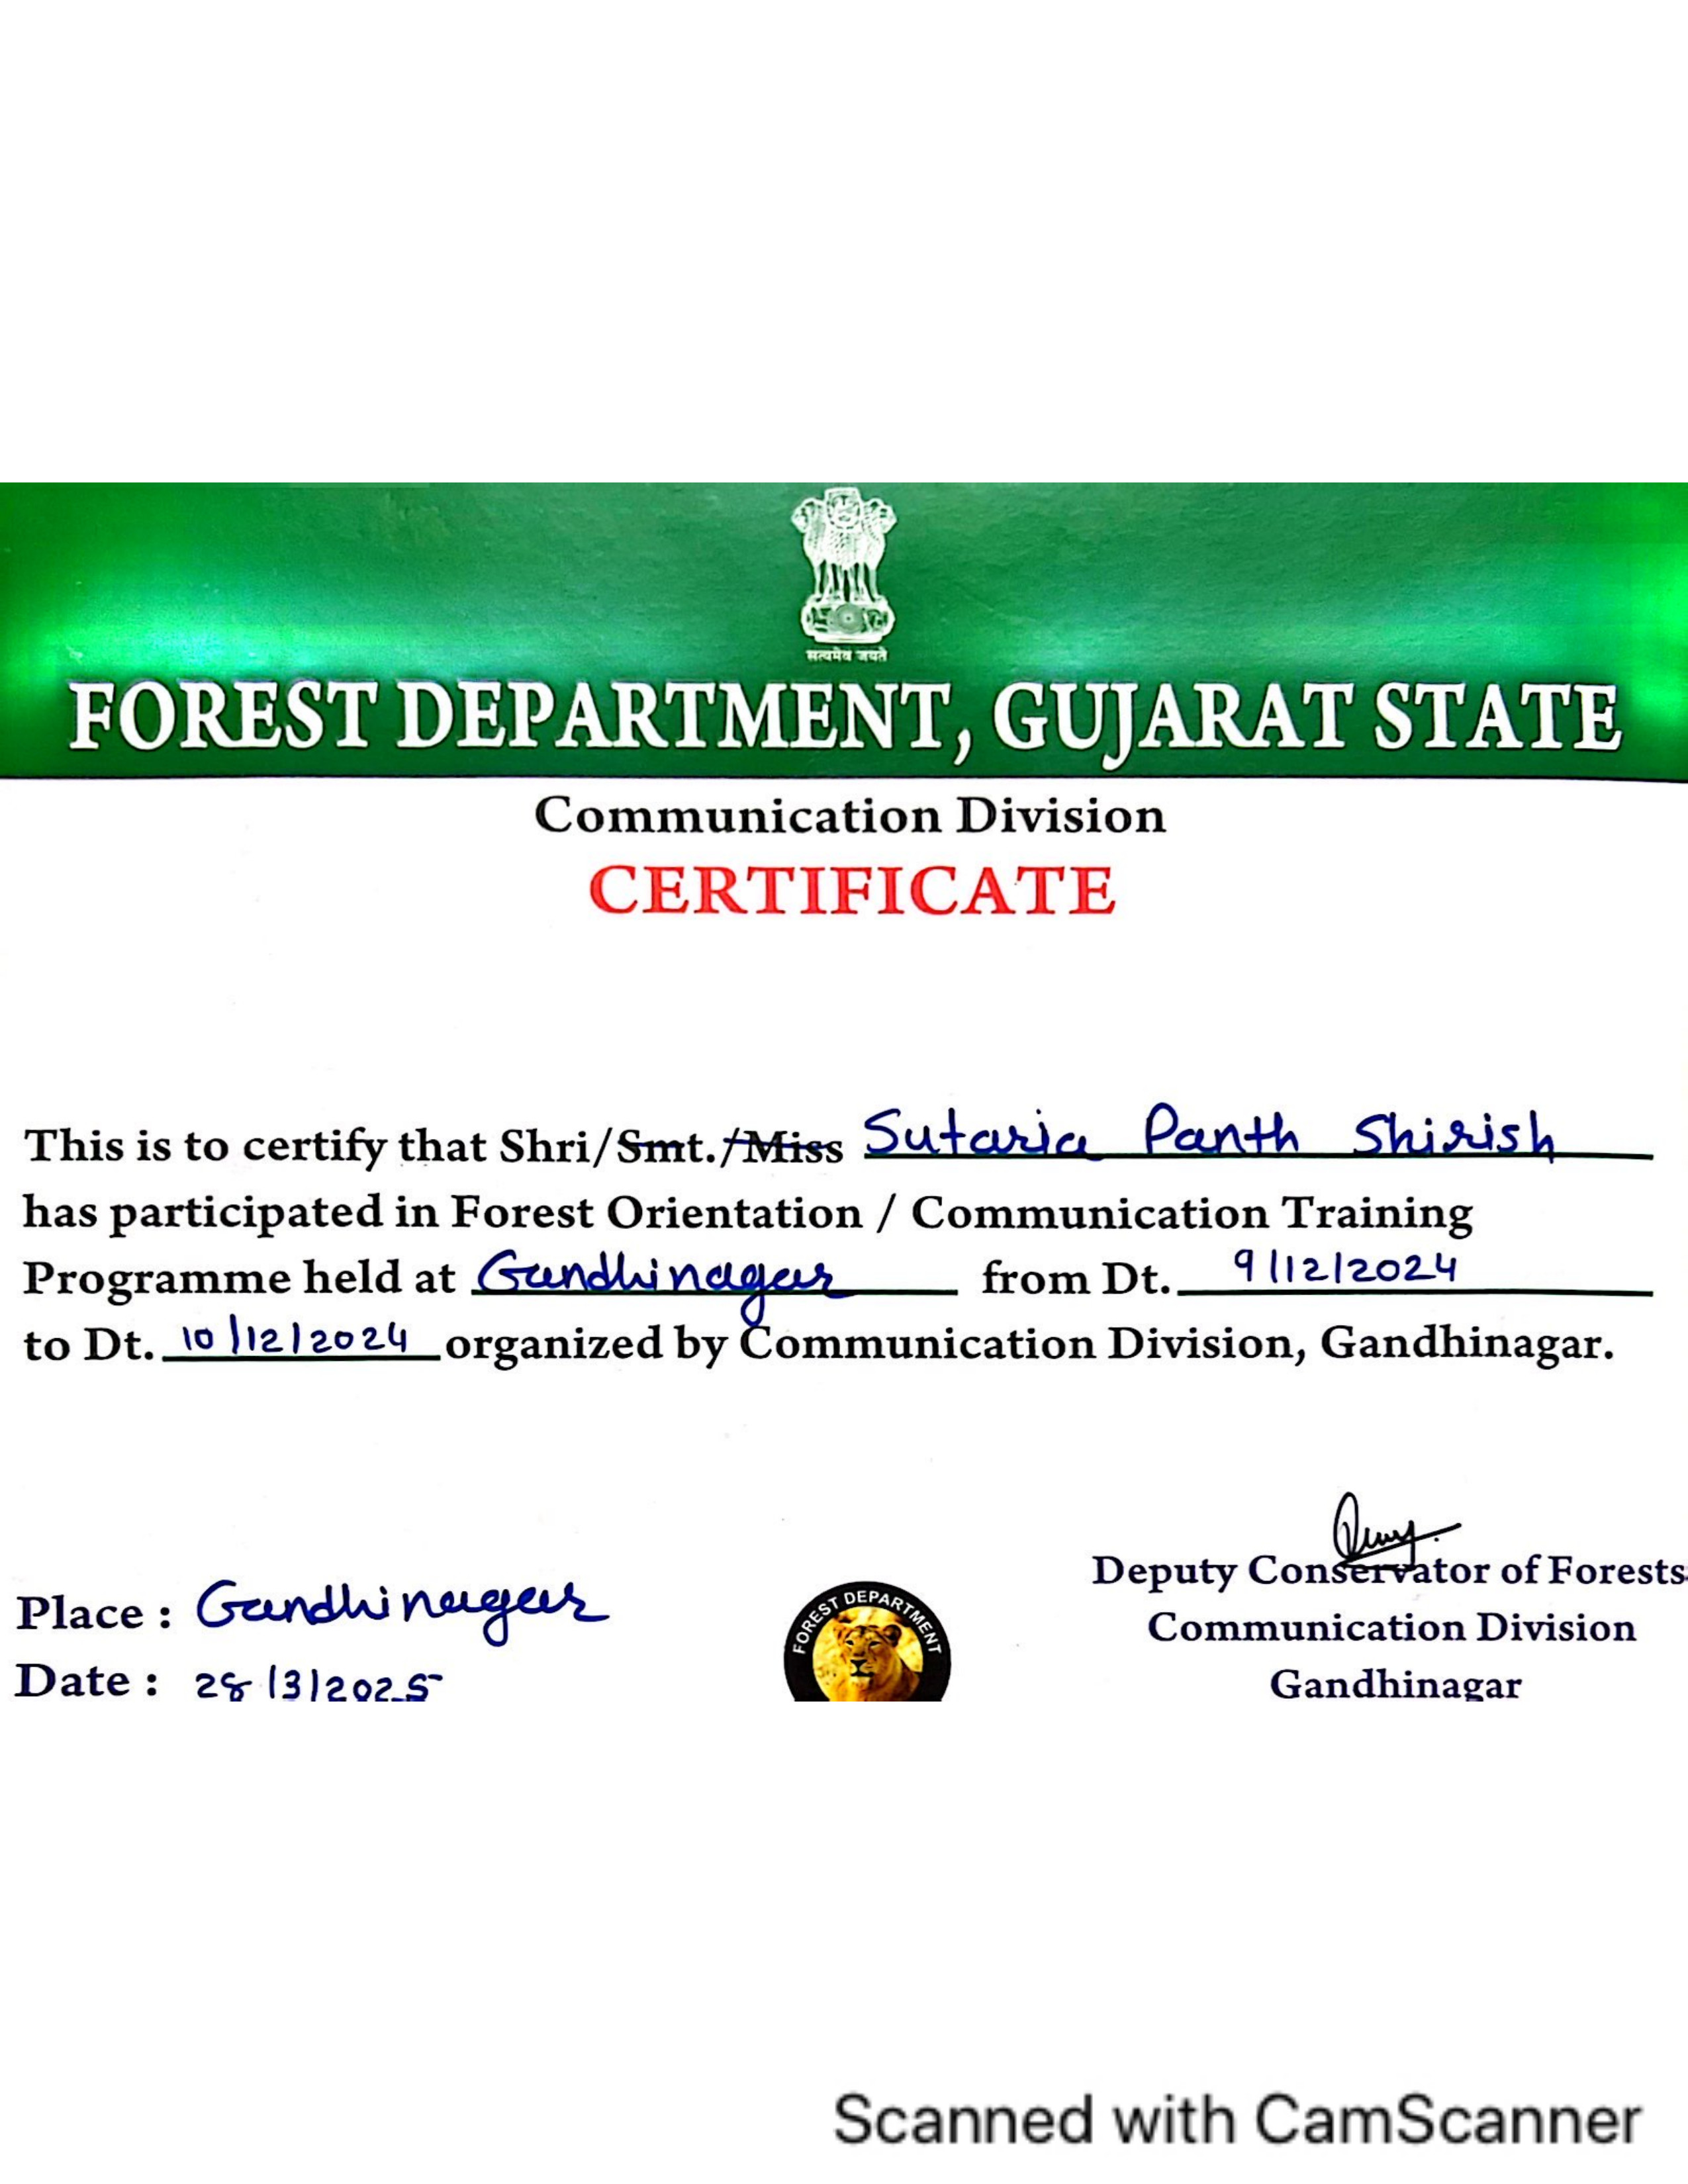 सत्यमेव जयते
FOREST DEPARTMENT, GUJARAT STATE
Communication Division
CERTIFICATE
This is to certify that Shri/Smt./Miss Sutaria Panth Shirish
has participated in Forest Orientation / Communication Training
Programme held at Gandhinagar from Dt. 9/12/2024
to Dt. 10/12/2024 organized by Communication Division, Gandhinagar.
Deputy Conservator of Forests
Communication Division
Gandhinagar
Place : Gandhinagar
Date : 28/3/2025
FOREST DEPARTMENT
Scanned with CamScanner